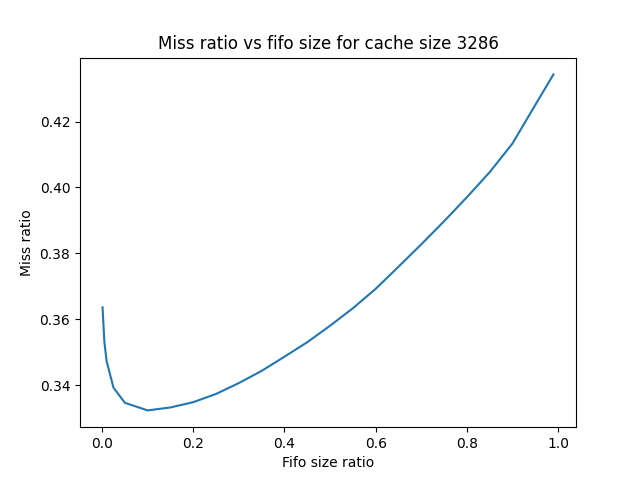 Miss ratio vs fifo size for cache size 3286
0.42
0.40
0.38
0.36
0.34
Miss ratio
0.0 0.2 0.4 0.6 0.8 1.0
Fifo size ratio